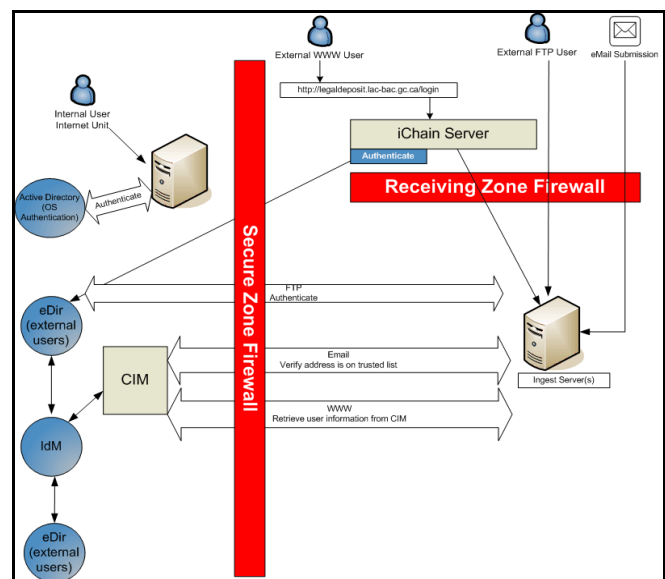 External WWW User
External FTP User
eMail Submission
http://legaldeposit.lac-bac.gc.ca/login
Internal User
Internet Unit
iChain Server
Authenticate
Receiving Zone Firewall
Active Directory
(OS
Authentication)
Authenticate
Secure Zone Firewall
FTP
Authenticate
eDir
(external
users)
Email
Verify address is on trusted list
CIM
Ingest Server(s)
WWW
Retrieve user information from CIM
IdM
eDir
(external
users)